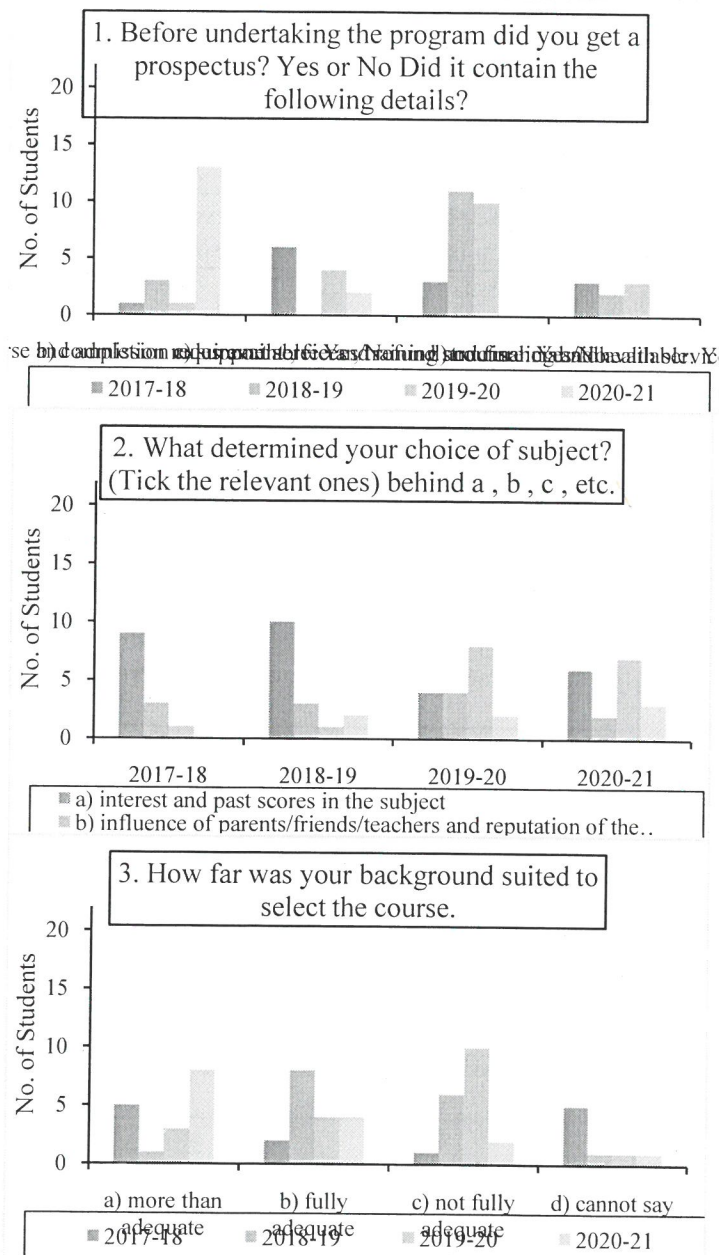 1. Before undertaking the program did you get a
prospectus? Yes or No Did it contain the
following details?
No. of Students
20
15
10
5
0
2017-18 2018-19 2019-20 2020-21
2. What determined your choice of subject?
(Tick the relevant ones) behind a , b , c , etc.
No. of Students
20
15
10
5
0
2017-18 2018-19 2019-20 2020-21
a) interest and past scores in the subject
b) influence of parents/friends/teachers and reputation of the..
3. How far was your background suited to
select the course.
No. of Students
20
15
10
5
0
a) more than b) fully c) not fully d) cannot say
adequate adequate adequate
2017-18 2018-19 2019-20 2020-21